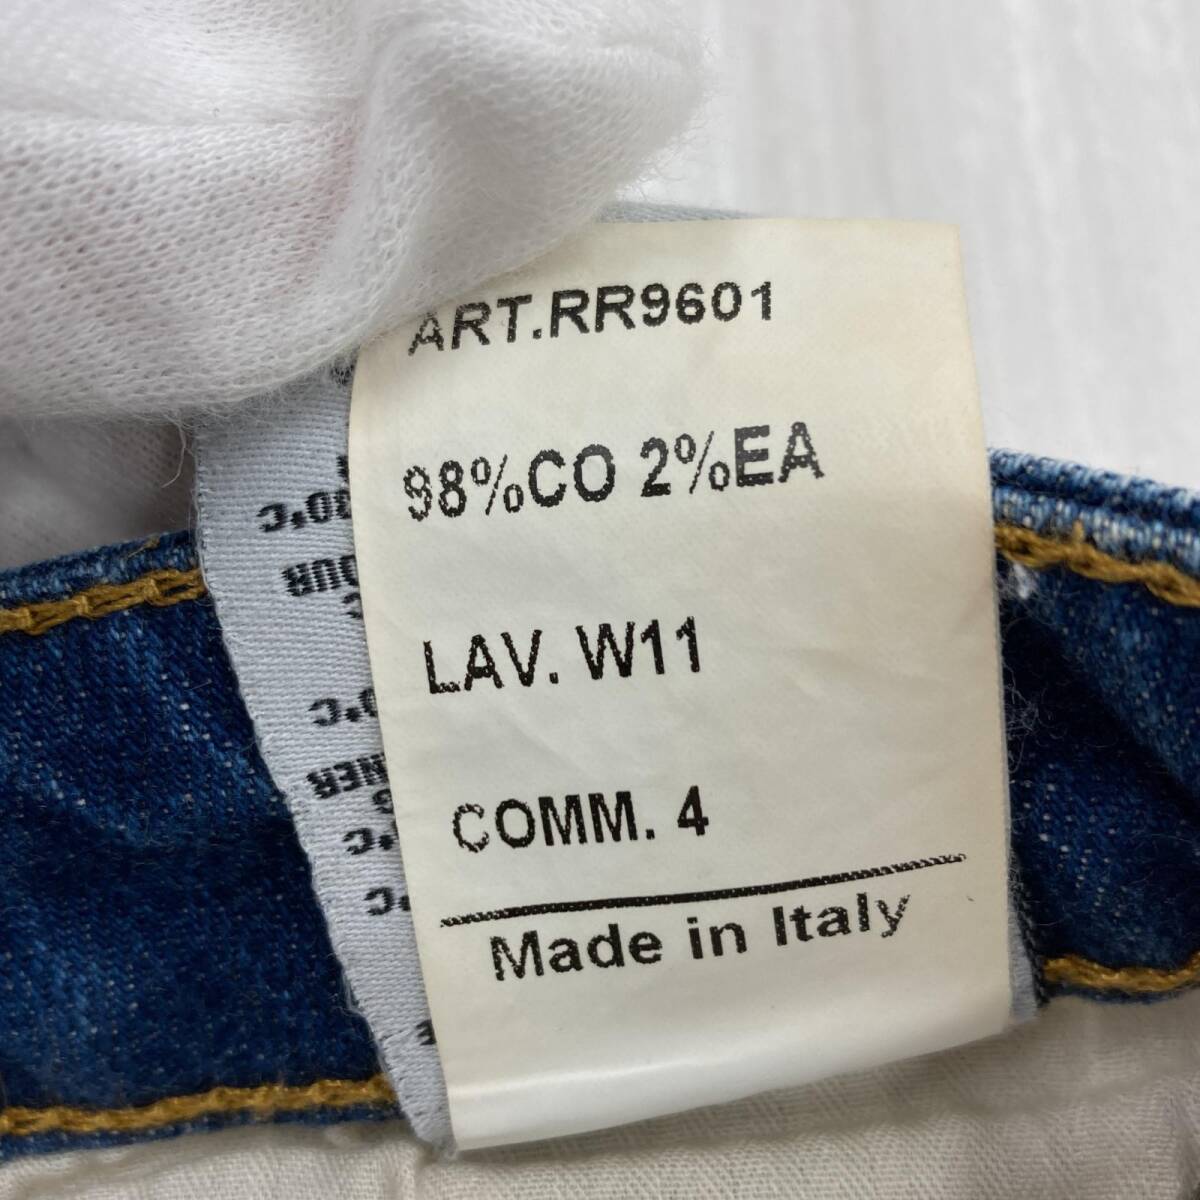 ART.RR9601
98%CO 2%EA
LAV. W11
COMM. 4
Made in Italy